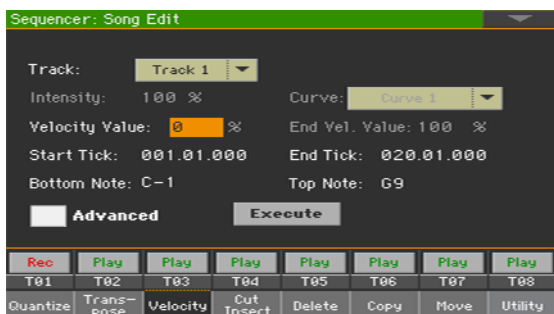 Sequencer: Song Edit
Track: Track 1
Intensity: 100 % Curve: Curve 1
Velocity Value: 0 % End Vel. Value: 100 %
Start Tick: 001.01.000 End Tick: 020.01.000
Bottom Note: C-1 Top Note: G9
Advanced Execute
Rec Play Play Play Play Play Play Play
T01 T02 T03 T04 T05 T06 T07 T08
Quantize Trans-pose Velocity Cut Insect Delete Copy Move Utility